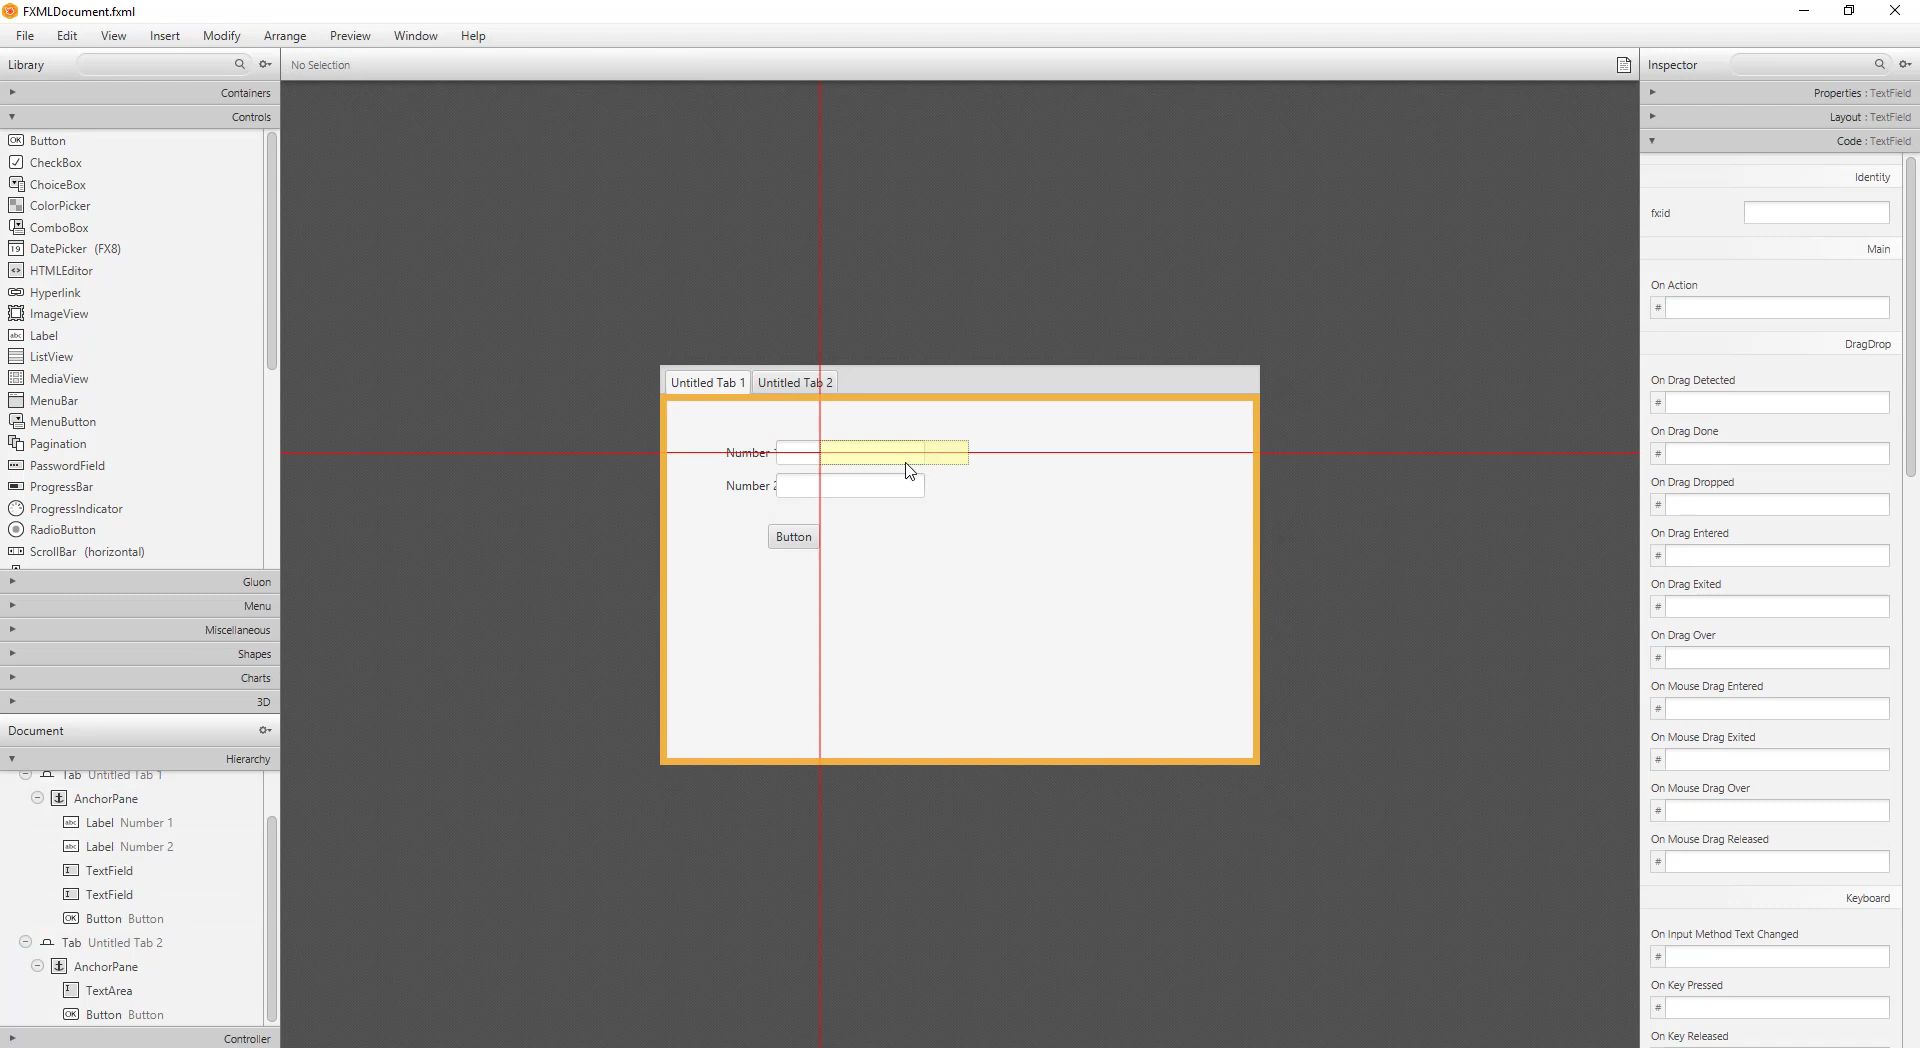 FXMLDocument.fxml
File Edit View Insert Modify Arrange Preview Window Help
Library
No Selection
Inspector
Containers
Controls
Button
CheckBox
ChoiceBox
ColorPicker
ComboBox
DatePicker (FX8)
HTMLEditor
Hyperlink
ImageView
Label
ListView
MediaView
MenuBar
MenuButton
Pagination
PasswordField
ProgressBar
ProgressIndicator
RadioButton
ScrollBar (horizontal)
Gluon
Menu
Miscellaneous
Shapes
Charts
3D
Document
Hierarchy
Tab Untitled Tab 1
AnchorPane
Label Number 1
Label Number 2
TextField
TextField
Button Button
Tab Untitled Tab 2
AnchorPane
TextArea
Button Button
Controller
Untitled Tab 1 Untitled Tab 2
Number
Number 2
Button
Properties : TextField
Layout : TextField
Code : TextField
Identity
fx:id
Main
On Action
#
DragDrop
On Drag Detected
#
On Drag Done
#
On Drag Dropped
#
On Drag Entered
#
On Drag Exited
#
On Drag Over
#
On Mouse Drag Entered
#
On Mouse Drag Exited
#
On Mouse Drag Over
#
On Mouse Drag Released
#
Keyboard
On Input Method Text Changed
#
On Key Pressed
#
On Key Released